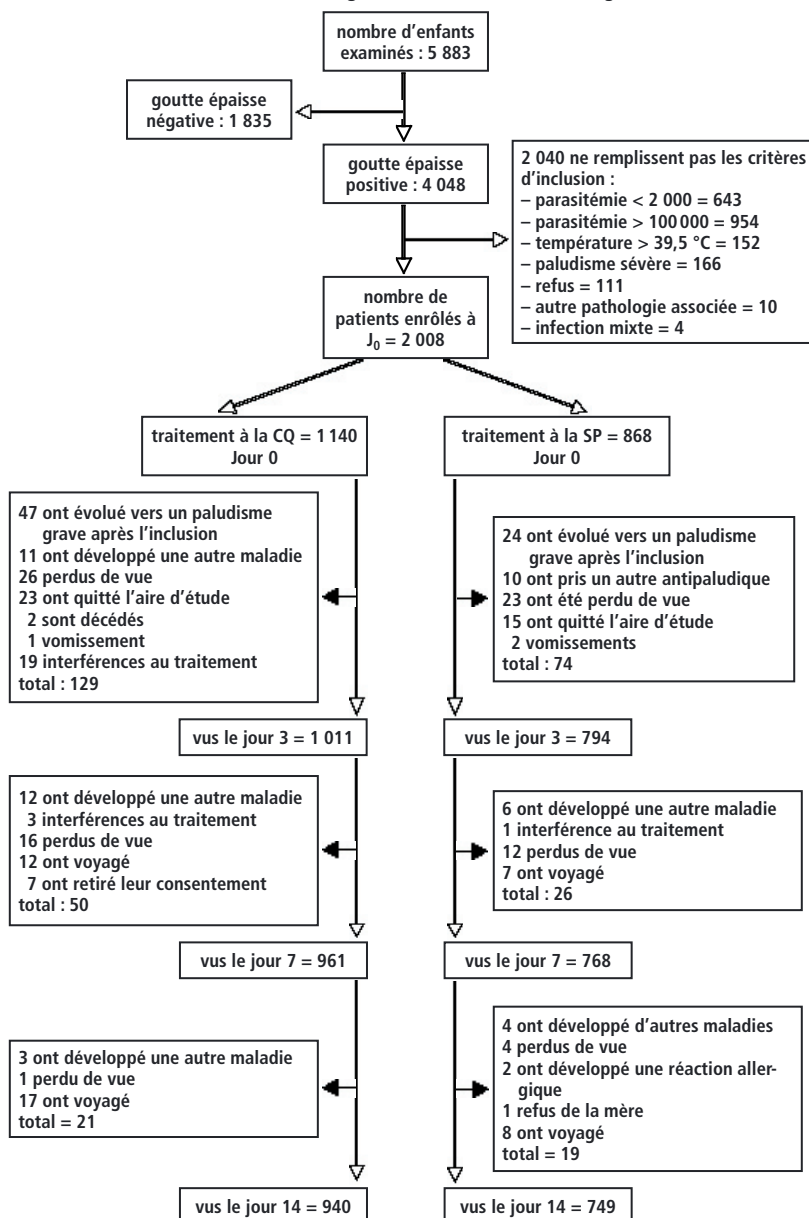 nombre d'enfants
examinés : 5 883
goutte épaisse
négative : 1 835
goutte épaisse
positive : 4 048
2 040 ne remplissent pas les critères
d'inclusion :
– parasitémie < 2 000 = 643
– parasitémie > 100 000 = 954
– température > 39,5 °C = 152
– paludisme sévère = 166
– refus = 111
– autre pathologie associée = 10
– infection mixte = 4
nombre de
patients enrôlés à
J0 = 2 008
traitement à la CQ = 1 140
Jour 0
traitement à la SP = 868
Jour 0
47 ont évolué vers un paludisme
grave après l'inclusion
11 ont développé une autre maladie
26 perdus de vue
23 ont quitté l'aire d'étude
2 sont décédés
1 vomissement
19 interférences au traitement
total : 129
24 ont évolué vers un paludisme
grave après l'inclusion
10 ont pris un autre antipaludique
23 ont été perdu de vue
15 ont quitté l'aire d'étude
2 vomissements
total : 74
vus le jour 3 = 1 011
vus le jour 3 = 794
12 ont développé une autre maladie
3 interférences au traitement
16 perdus de vue
12 ont voyagé
7 ont retiré leur consentement
total : 50
6 ont développé une autre maladie
1 interférence au traitement
12 perdus de vue
7 ont voyagé
total : 26
vus le jour 7 = 961
vus le jour 7 = 768
3 ont développé une autre maladie
1 perdu de vue
17 ont voyagé
total = 21
4 ont développé d'autres maladies
4 perdus de vue
2 ont développé une réaction aller-
gique
1 refus de la mère
8 ont voyagé
total = 19
vus le jour 14 = 940
vus le jour 14 = 749